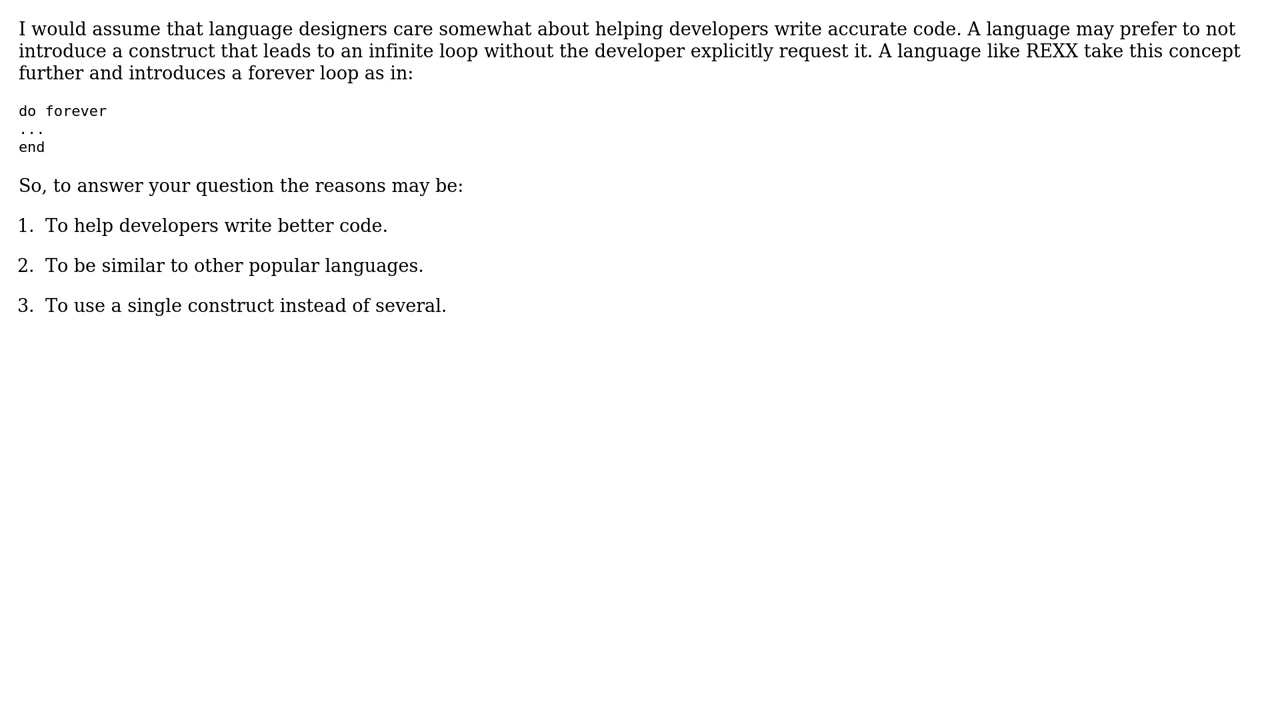 I would assume that language designers care somewhat about helping developers write accurate code. A language may prefer to not
introduce a construct that leads to an infinite loop without the developer explicitly request it. A language like REXX take this concept
further and introduces a forever loop as in:
do forever
...
end
So, to answer your question the reasons may be:
1. To help developers write better code.
2. To be similar to other popular languages.
3. To use a single construct instead of several.